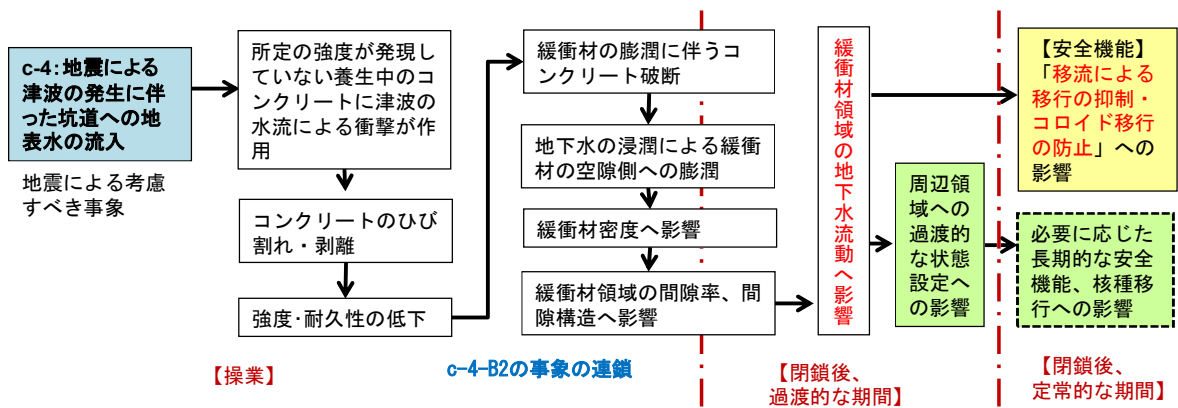 c-4：地震による
津波の発生に伴
った坑道への地
表水の流入
地震による考慮
すべき事象
所定の強度が発現し
ていない養生中のコ
ンクリートに津波の
水流による衝撃が作
用
コンクリートのひび
割れ・剥離
強度・耐久性の低下
緩衝材の膨潤に伴うコ
ンクリート破断
地下水の浸潤による緩衝
材の空隙側への膨潤
緩衝材密度へ影響
緩衝材領域の間隙率、間
隙構造へ影響
緩衝材領域の地下水流動へ影響
周辺領
域への
過渡的
な状態
設定へ
の影響
【安全機能】
「移流による
移行の抑制・
コロイド移行
の防止」への
影響
必要に応じた
長期的な安全
機能、核種移
行への影響
【操業】
c-4-B2の事象の連鎖
【閉鎖後、
過渡的な期間】
【閉鎖後、
定常的な期間】